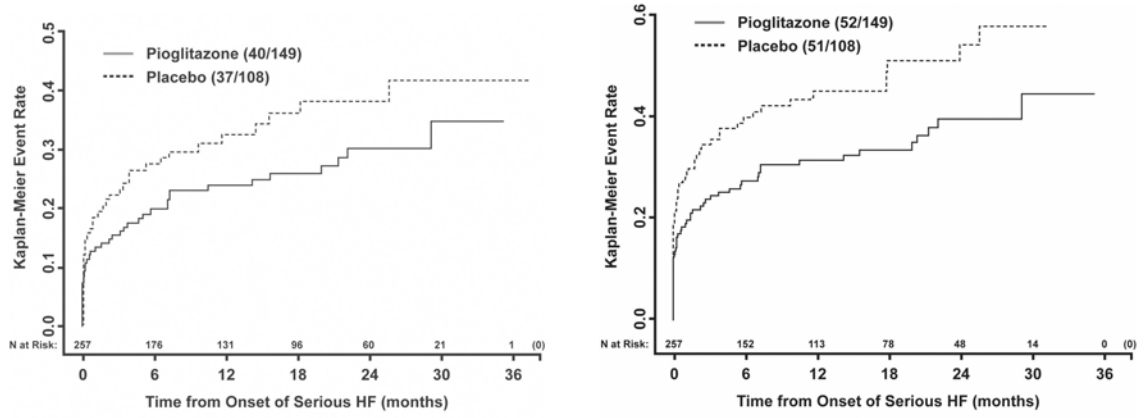 0.5
0.4
0.3
0.2
0.1
0.0
Kaplan-Meier Event Rate
Pioglitazone (40/149)
Placebo (37/108)
N at Risk: 257 176 131 96 60 21 1 (0)
0 6 12 18 24 30 36
Time from Onset of Serious HF (months)
0.6
0.4
0.2
0.0
Kaplan-Meier Event Rate
Pioglitazone (52/149)
Placebo (51/108)
N at Risk: 257 152 113 78 48 14 0 (0)
0 6 12 18 24 30 36
Time from Onset of Serious HF (months)